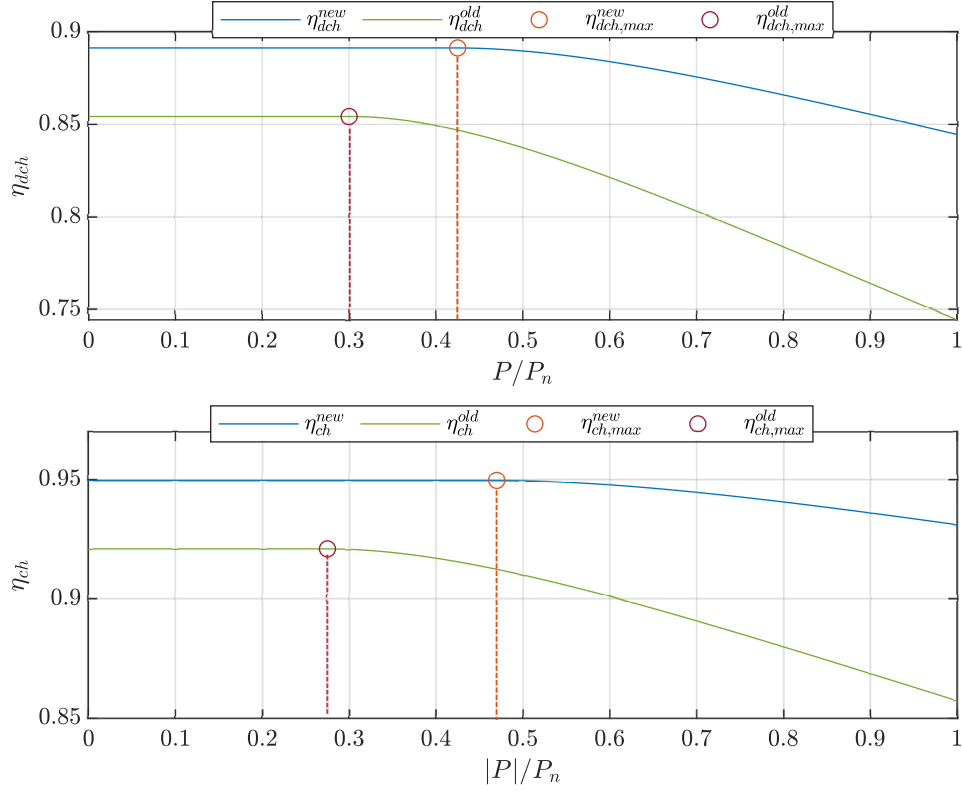 η_dch^new η_dch^old η_dch,max^new η_dch,max^old
0.9
0.85
0.8
0.75
η_dch
0 0.1 0.2 0.3 0.4 0.5 0.6 0.7 0.8 0.9 1
P/P_n
η_ch^new η_ch^old η_ch,max^new η_ch,max^old
0.95
0.9
0.85
η_ch
0 0.1 0.2 0.3 0.4 0.5 0.6 0.7 0.8 0.9 1
|P|/P_n